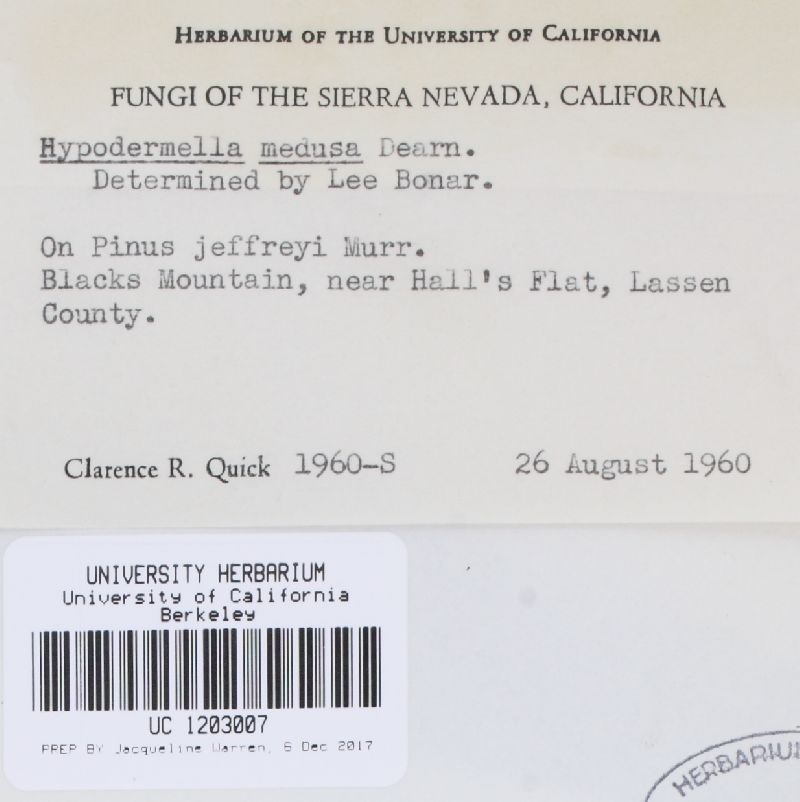 HERBARIUM OF THE UNIVERSITY OF CALIFORNIA
FUNGI OF THE SIERRA NEVADA, CALIFORNIA
Hypodermella medusa Dearn.
Determined by Lee Bonar.
On Pinus jeffreyi Murr.
Blacks Mountain, near Hall's Flat, Lassen
County.
Clarence R. Quick 1960-S 26 August 1960
UNIVERSITY HERBARIUM
University of California
Berkeley
UC 1203007
PREP BY Jacqueline Warren, 6 Dec 2017